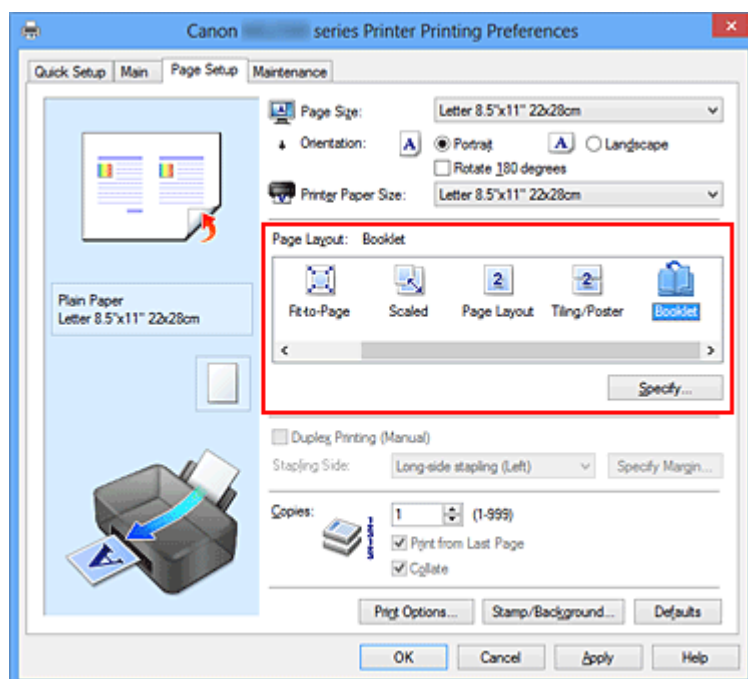 Canon series Printer Printing Preferences
Quick Setup Main Page Setup Maintenance
Page Size: Letter 8.5"x11" 22x28cm
Orientation: A Portrait A Landscape
Rotate 180 degrees
Printer Paper Size: Letter 8.5"x11" 22x28cm
Page Layout: Booklet
2 2
Fit-to-Page Scaled Page Layout Tiling/Poster Booklet
Specify...
Plain Paper
Letter 8.5"x11" 22x28cm
Duplex Printing (Manual)
Stapling Side: Long-side stapling (Left) Specify Margin...
Copies: 1 (1-999)
Print from Last Page
Collate
A
Print Options... Stamp/Background... Defaults
OK Cancel Apply Help